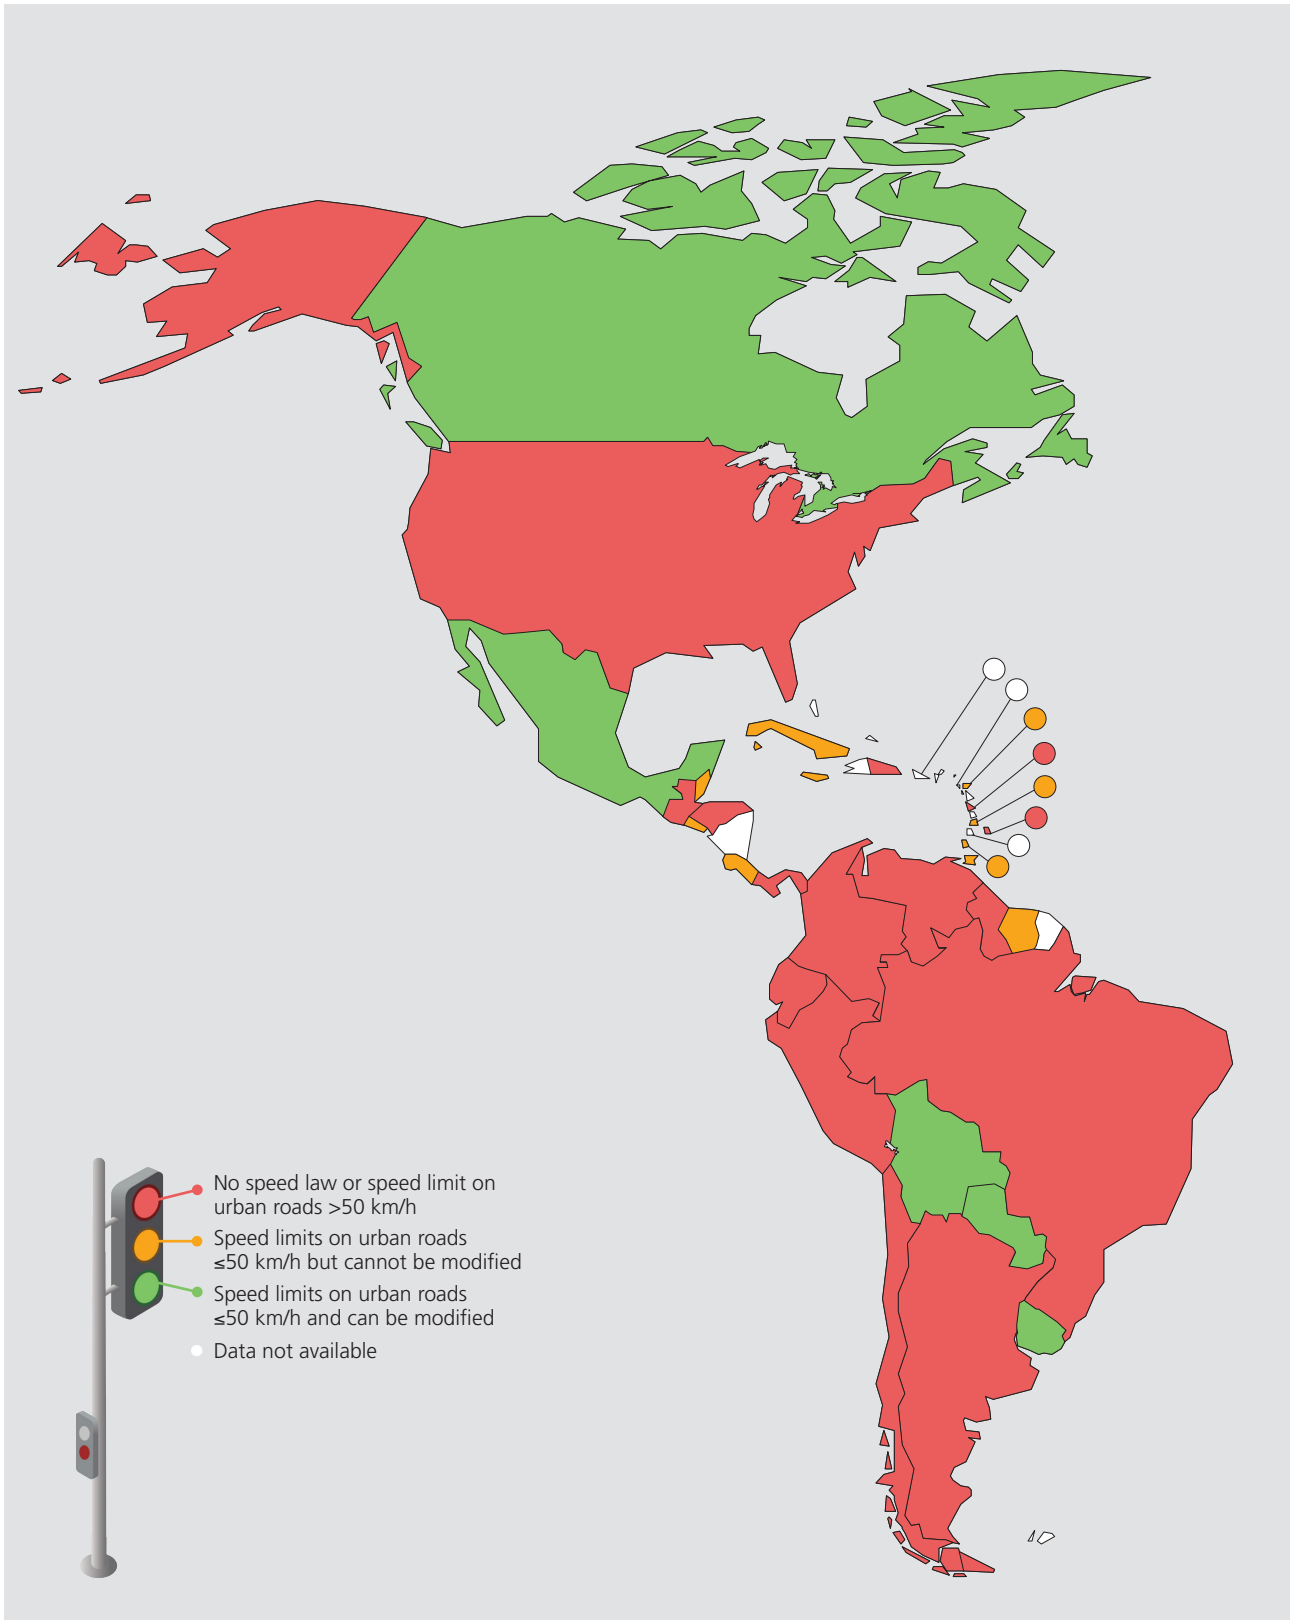 No speed law or speed limit on
urban roads >50 km/h
Speed limits on urban roads
≤50 km/h but cannot be modified
Speed limits on urban roads
≤50 km/h and can be modified
Data not available